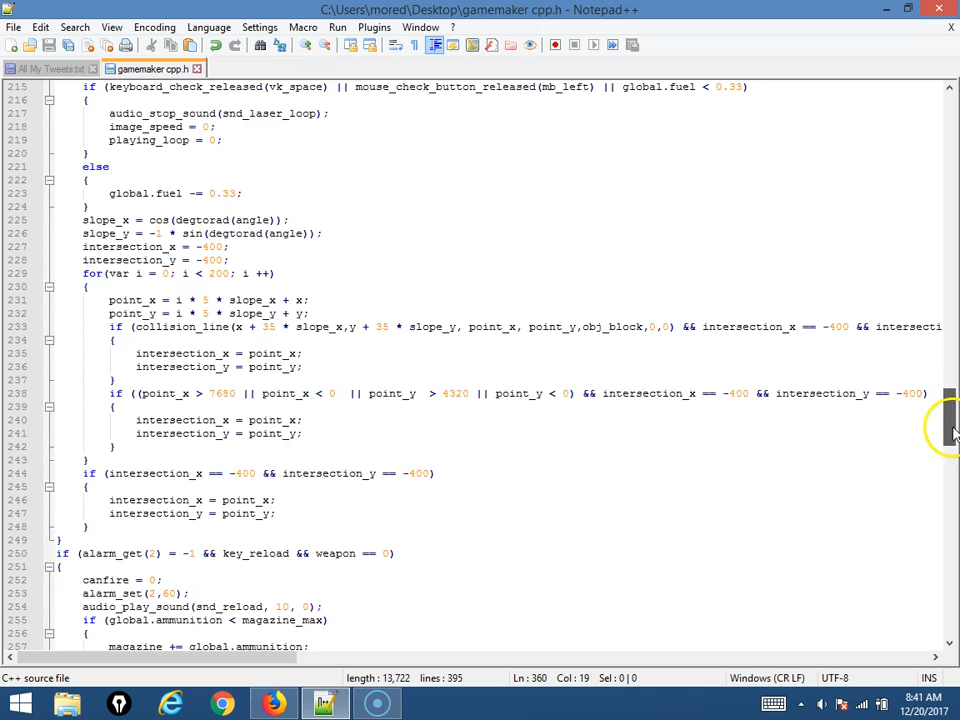 C:\Users\mored\Desktop\gamemaker cpp.h - Notepad++
File Edit Search View Encoding Language Settings Macro Run Plugins Window ? X
All My Tweets.txt gamemaker cpp.h
215 if (keyboard_check_released(vk_space) || mouse_check_button_released(mb_left) || global.fuel < 0.33)
216 {
217 audio_stop_sound(snd_laser_loop);
218 image_speed = 0;
219 playing_loop = 0;
220 }
221 else
222 {
223 global.fuel -= 0.33;
224 }
225 slope_x = cos(degtorad(angle));
226 slope_y = -1 * sin(degtorad(angle));
227 intersection_x = -400;
228 intersection_y = -400;
229 for(var i = 0; i < 200; i ++)
230 {
231 point_x = i * 5 * slope_x + x;
232 point_y = i * 5 * slope_y + y;
233 if (collision_line(x + 35 * slope_x,y + 35 * slope_y, point_x, point_y,obj_block,0,0) && intersection_x == -400 && intersecti
234 {
235 intersection_x = point_x;
236 intersection_y = point_y;
237 }
238 if ((point_x > 7680 || point_x < 0 || point_y > 4320 || point_y < 0) && intersection_x == -400 && intersection_y == -400)
239 {
240 intersection_x = point_x;
241 intersection_y = point_y;
242 }
243 }
244 if (intersection_x == -400 && intersection_y == -400)
245 {
246 intersection_x = point_x;
247 intersection_y = point_y;
248 }
249 }
250 if (alarm_get(2) = -1 && key_reload && weapon == 0)
251 {
252 canfire = 0;
253 alarm_set(2,60);
254 audio_play_sound(snd_reload, 10, 0);
255 if (global.ammunition < magazine_max)
256 {
257 magazine += global.ammunition;
C++ source file length : 13,722 lines : 395 Ln : 360 Col : 19 Sel : 0 | 0 Windows (CR LF) UTF-8 INS
8:41 AM
12/20/2017